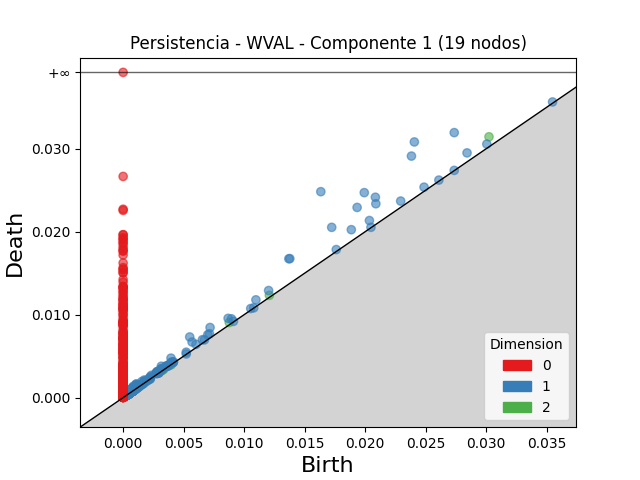 Persistencia - WVAL - Componente 1 (19 nodos)
+∞
0.030
0.020
0.010
0.000
Death
Dimension
0
1
2
0.000 0.005 0.010 0.015 0.020 0.025 0.030 0.035
Birth